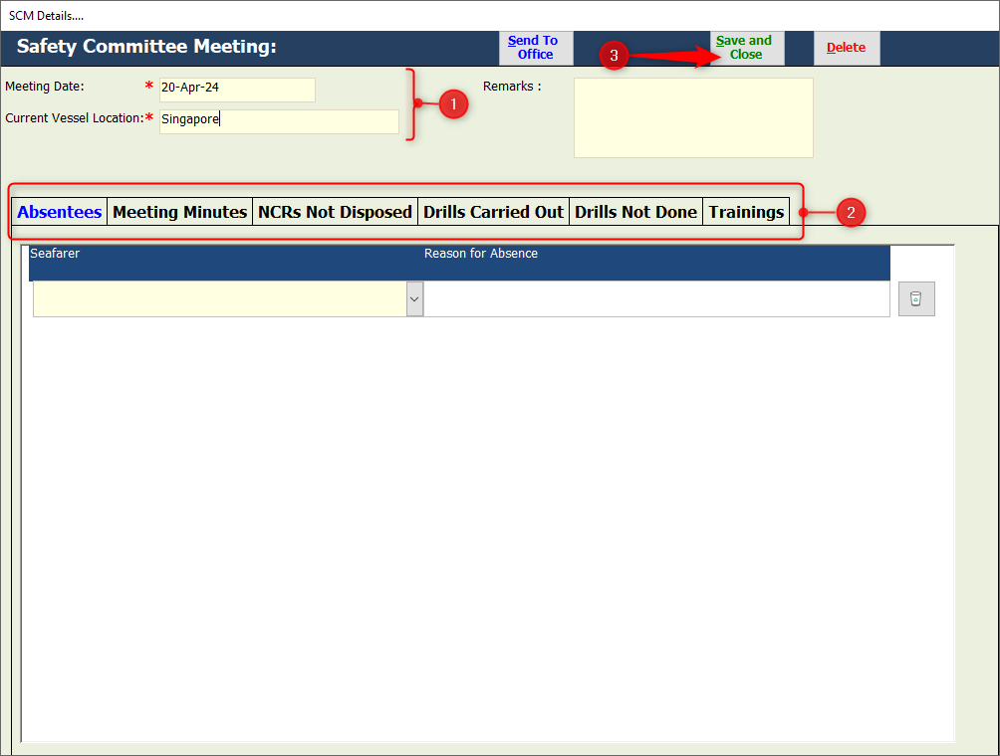 SCM Details....
Safety Committee Meeting:
Send To
Office
3
Save and
Close
Delete
Meeting Date:
* 20-Apr-24
Remarks :
1
Current Vessel Location:* Singapore
Absentees Meeting Minutes NCRs Not Disposed Drills Carried Out Drills Not Done Trainings
2
Seafarer Reason for Absence